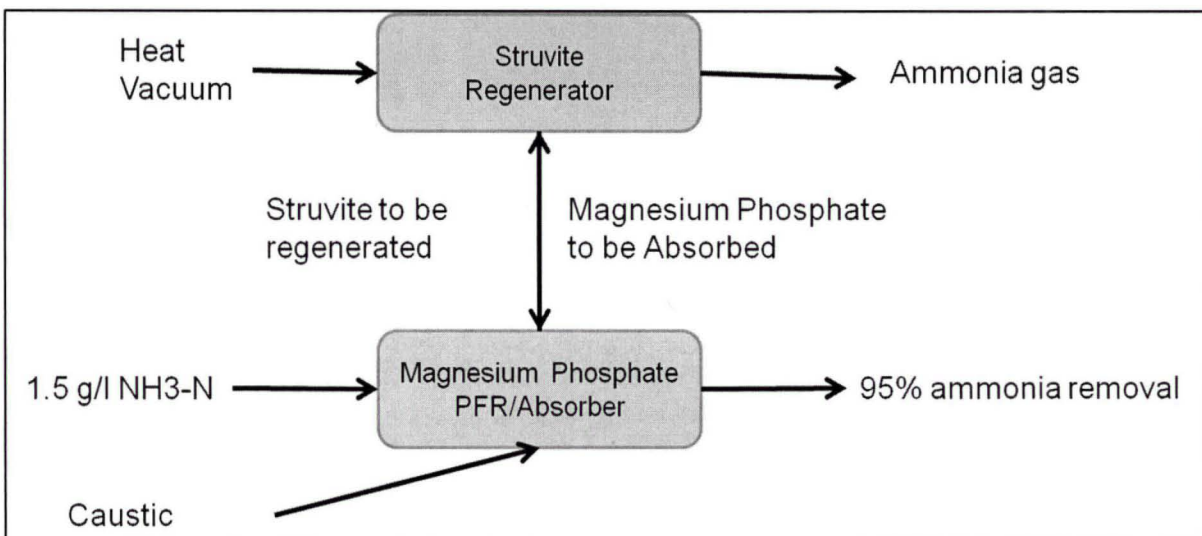 Heat
Vacuum
Struvite
Regenerator
Ammonia gas
Struvite to be
regenerated
Magnesium Phosphate
to be Absorbed
1.5 g/l NH3-N
Magnesium Phosphate
PFR/Absorber
95% ammonia removal
Caustic